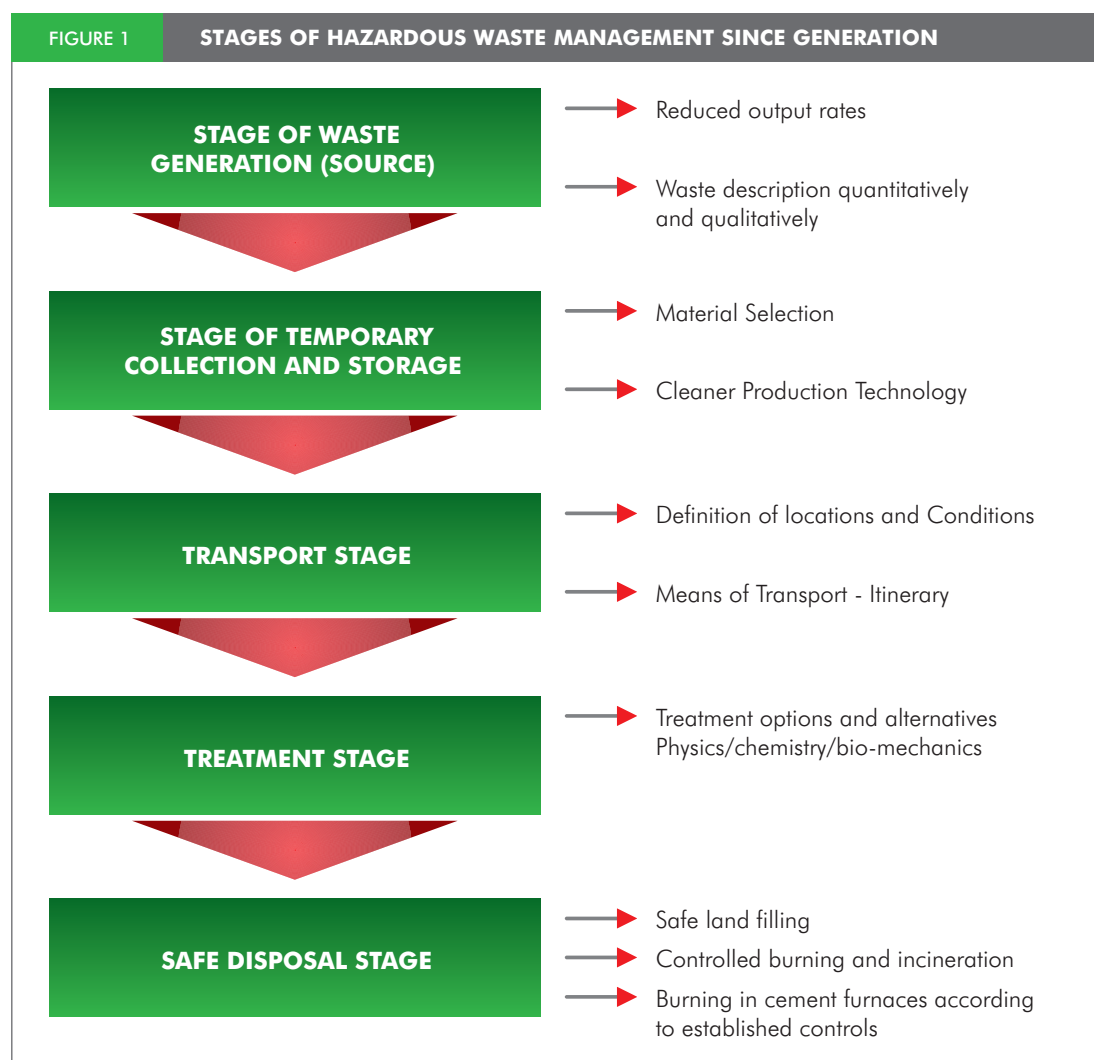 FIGURE 1
STAGES OF HAZARDOUS WASTE MANAGEMENT SINCE GENERATION
STAGE OF WASTE
GENERATION (SOURCE)
Reduced output rates
Waste description quantitatively
and qualitatively
STAGE OF TEMPORARY
COLLECTION AND STORAGE
Material Selection
Cleaner Production Technology
TRANSPORT STAGE
Definition of locations and Conditions
Means of Transport - Itinerary
TREATMENT STAGE
Treatment options and alternatives
Physics/chemistry/bio-mechanics
SAFE DISPOSAL STAGE
Safe land filling
Controlled burning and incineration
Burning in cement furnaces according
to established controls